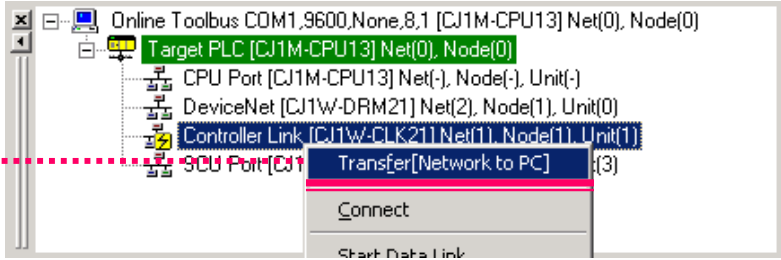 Online Toolbus COM1,9600,None,8,1 [CJ1M-CPU13] Net(0), Node(0)
Target PLC [CJ1M-CPU13] Net(0), Node(0)
CPU Port [CJ1M-CPU13] Net(-), Node(-), Unit(-)
DeviceNet [CJ1W-DRM21] Net(2), Node(1), Unit(0)
Controller Link [CJ1W-CLK21] Net(1), Node(1), Unit(1)
SCU Port [CJ1 (3)
Transfer[Network to PC]
Connect
Start Data Link